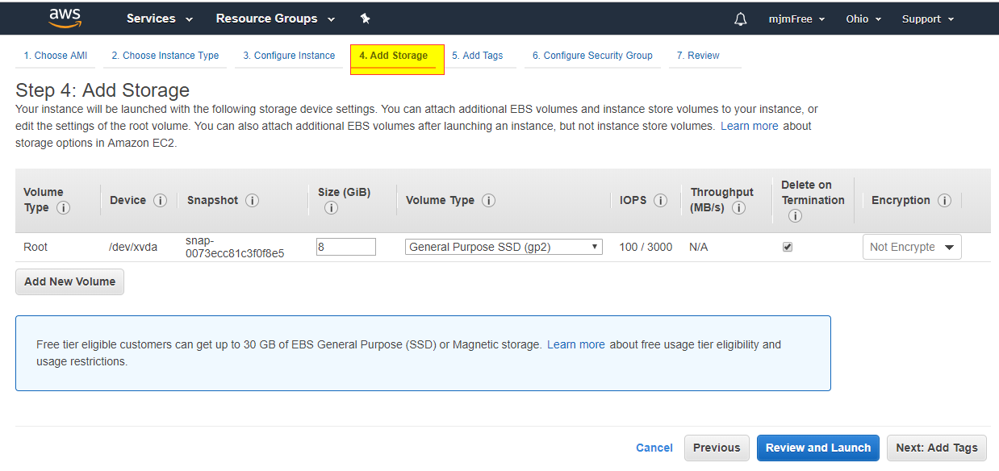 aws Services Resource Groups mjmFree Ohio Support
1. Choose AMI 2. Choose Instance Type 3. Configure Instance 4. Add Storage 5. Add Tags 6. Configure Security Group 7. Review
Step 4: Add Storage
Your instance will be launched with the following storage device settings. You can attach additional EBS volumes and instance store volumes to your instance, or
edit the settings of the root volume. You can also attach additional EBS volumes after launching an instance, but not instance store volumes. Learn more about
storage options in Amazon EC2.
Volume Type i Device i Snapshot i Size (GiB) i Volume Type i IOPS i Throughput (MB/s) i Delete on Termination i Encryption i
Root /dev/xvda snap-0073ecc81c3f0f8e5 8 General Purpose SSD (gp2) 100 / 3000 N/A Not Encrypte
Add New Volume
Free tier eligible customers can get up to 30 GB of EBS General Purpose (SSD) or Magnetic storage. Learn more about free usage tier eligibility and
usage restrictions.
Cancel Previous Review and Launch Next: Add Tags